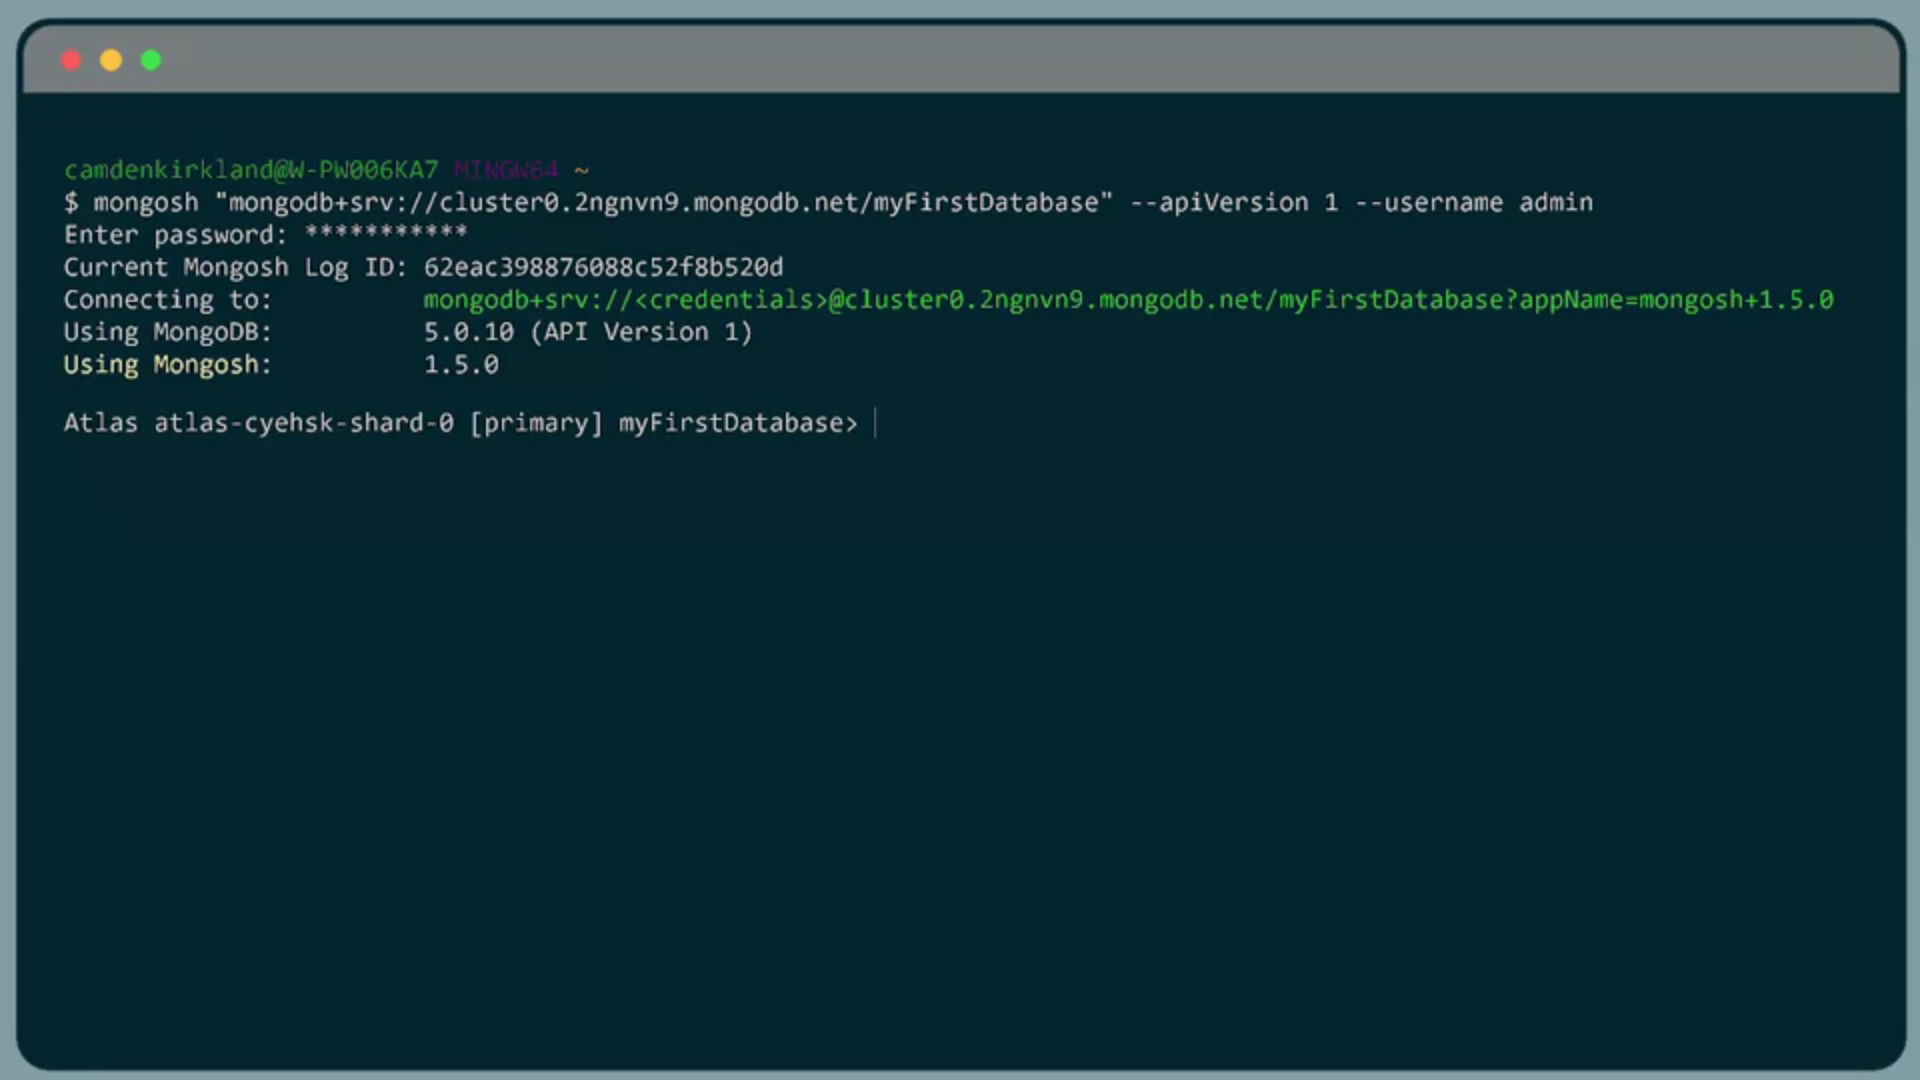 camdenkirkland@W-PW006KA7 MINGW64 ~
$ mongosh "mongodb+srv://cluster0.2ngnvn9.mongodb.net/myFirstDatabase" --apiVersion 1 --username admin
Enter password: ***********
Current Mongosh Log ID: 62eac398876088c52f8b520d
Connecting to: mongodb+srv://<credentials>@cluster0.2ngnvn9.mongodb.net/myFirstDatabase?appName=mongosh+1.5.0
Using MongoDB: 5.0.10 (API Version 1)
Using Mongosh: 1.5.0
Atlas atlas-cyehsk-shard-0 [primary] myFirstDatabase>